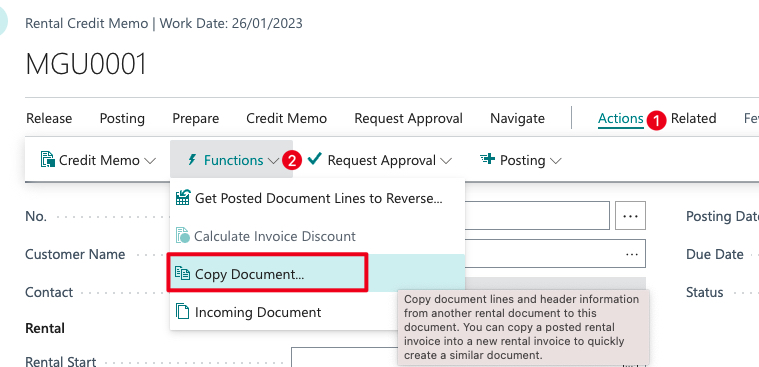 Rental Credit Memo | Work Date: 26/01/2023
MGU0001
Release Posting Prepare Credit Memo Request Approval Navigate Actions 1 Related
Credit Memo Functions 2 Request Approval Posting
Get Posted Document Lines to Reverse...
No. ... Posting Dat
Calculate Invoice Discount
Customer Name ... Due Date
Copy Document...
Contact Status
Incoming Document
Copy document lines and header information
from another rental document to this
document. You can copy a posted rental
invoice into a new rental invoice to quickly
create a similar document.
Rental
Rental Start